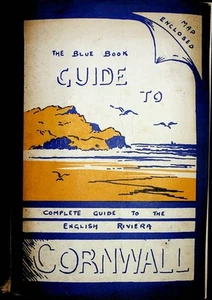 MAP
ENCLOSED
THE BLUE BOOK
GUIDE
TO
COMPLETE GUIDE TO THE
ENGLISH RIVIERA
CORNWALL